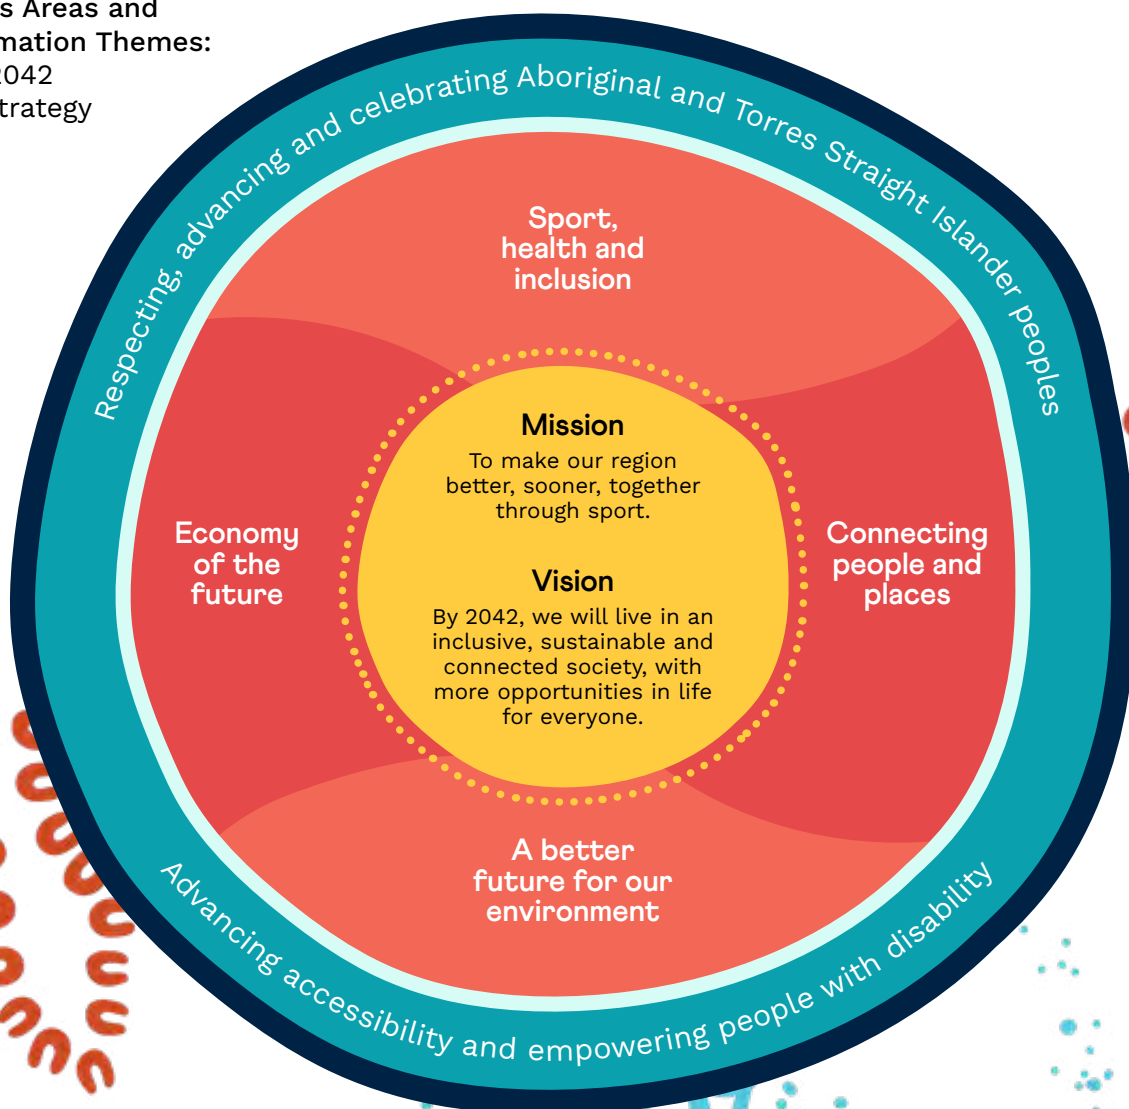 s Areas and
mation Themes:
2042
trategy
Respecting, advancing and celebrating Aboriginal and Torres Straight Islander peoples
Sport,
health and
inclusion
Mission
To make our region
better, sooner, together
through sport.
Economy
of the
future
Connecting
people and
places
Vision
By 2042, we will live in an
inclusive, sustainable and
connected society, with
more opportunities in life
for everyone.
A better
future for our
environment
Advancing accessibility and empowering people with disability